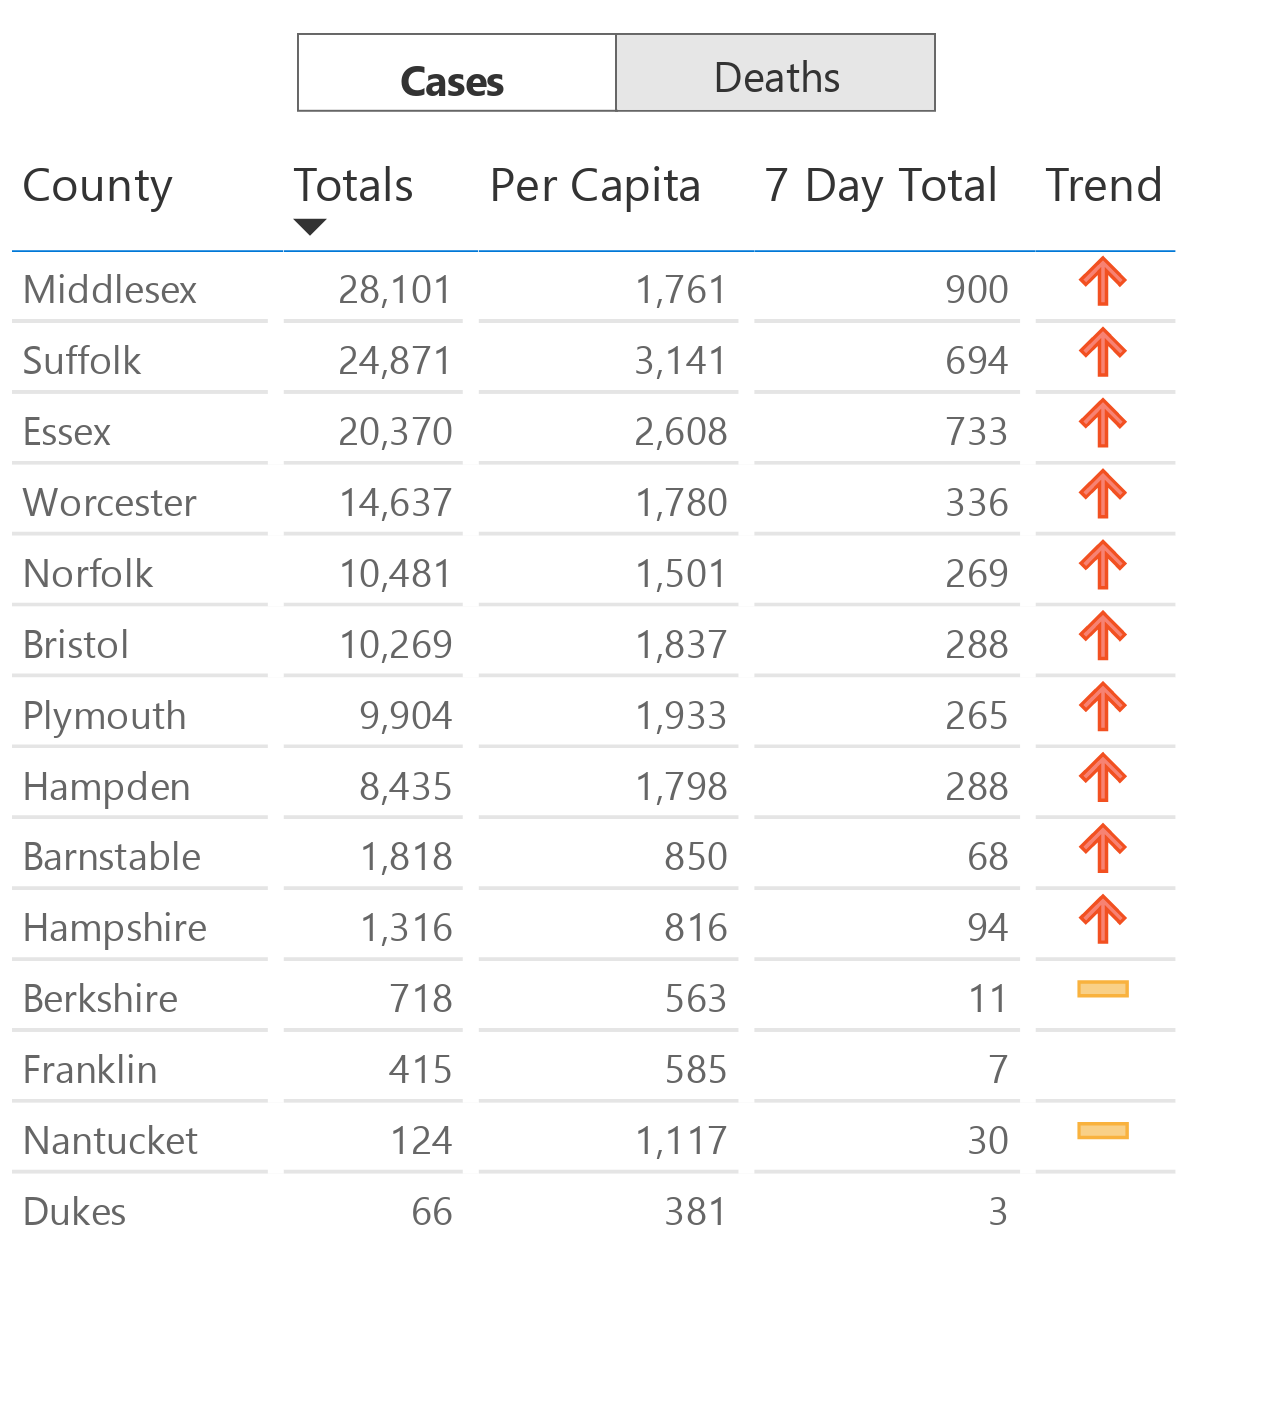 Cases Deaths
County Totals Per Capita 7 Day Total Trend
Middlesex 28,101 1,761 900
Suffolk 24,871 3,141 694
Essex 20,370 2,608 733
Worcester 14,637 1,780 336
Norfolk 10,481 1,501 269
Bristol 10,269 1,837 288
Plymouth 9,904 1,933 265
Hampden 8,435 1,798 288
Barnstable 1,818 850 68
Hampshire 1,316 816 94
Berkshire 718 563 11
Franklin 415 585 7
Nantucket 124 1,117 30
Dukes 66 381 3